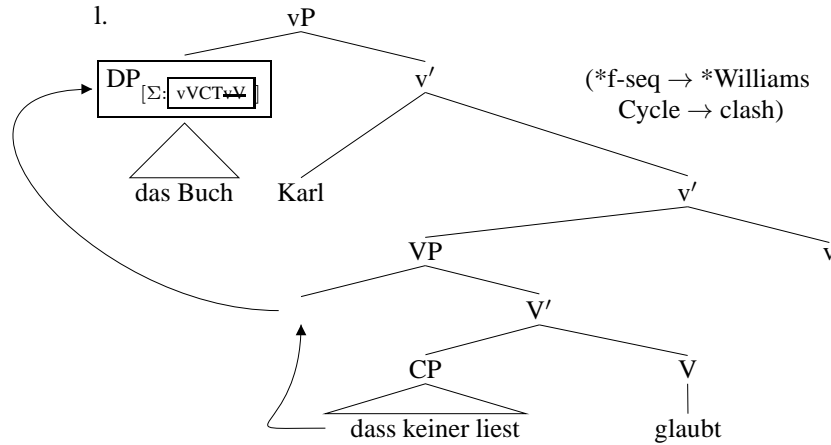 l.
vP
DP[Σ: vVCTvV ]
v′
(*f-seq → *Williams
Cycle → clash)
das Buch
Karl
v′
VP
v
V′
CP
V
dass keiner liest
glaubt